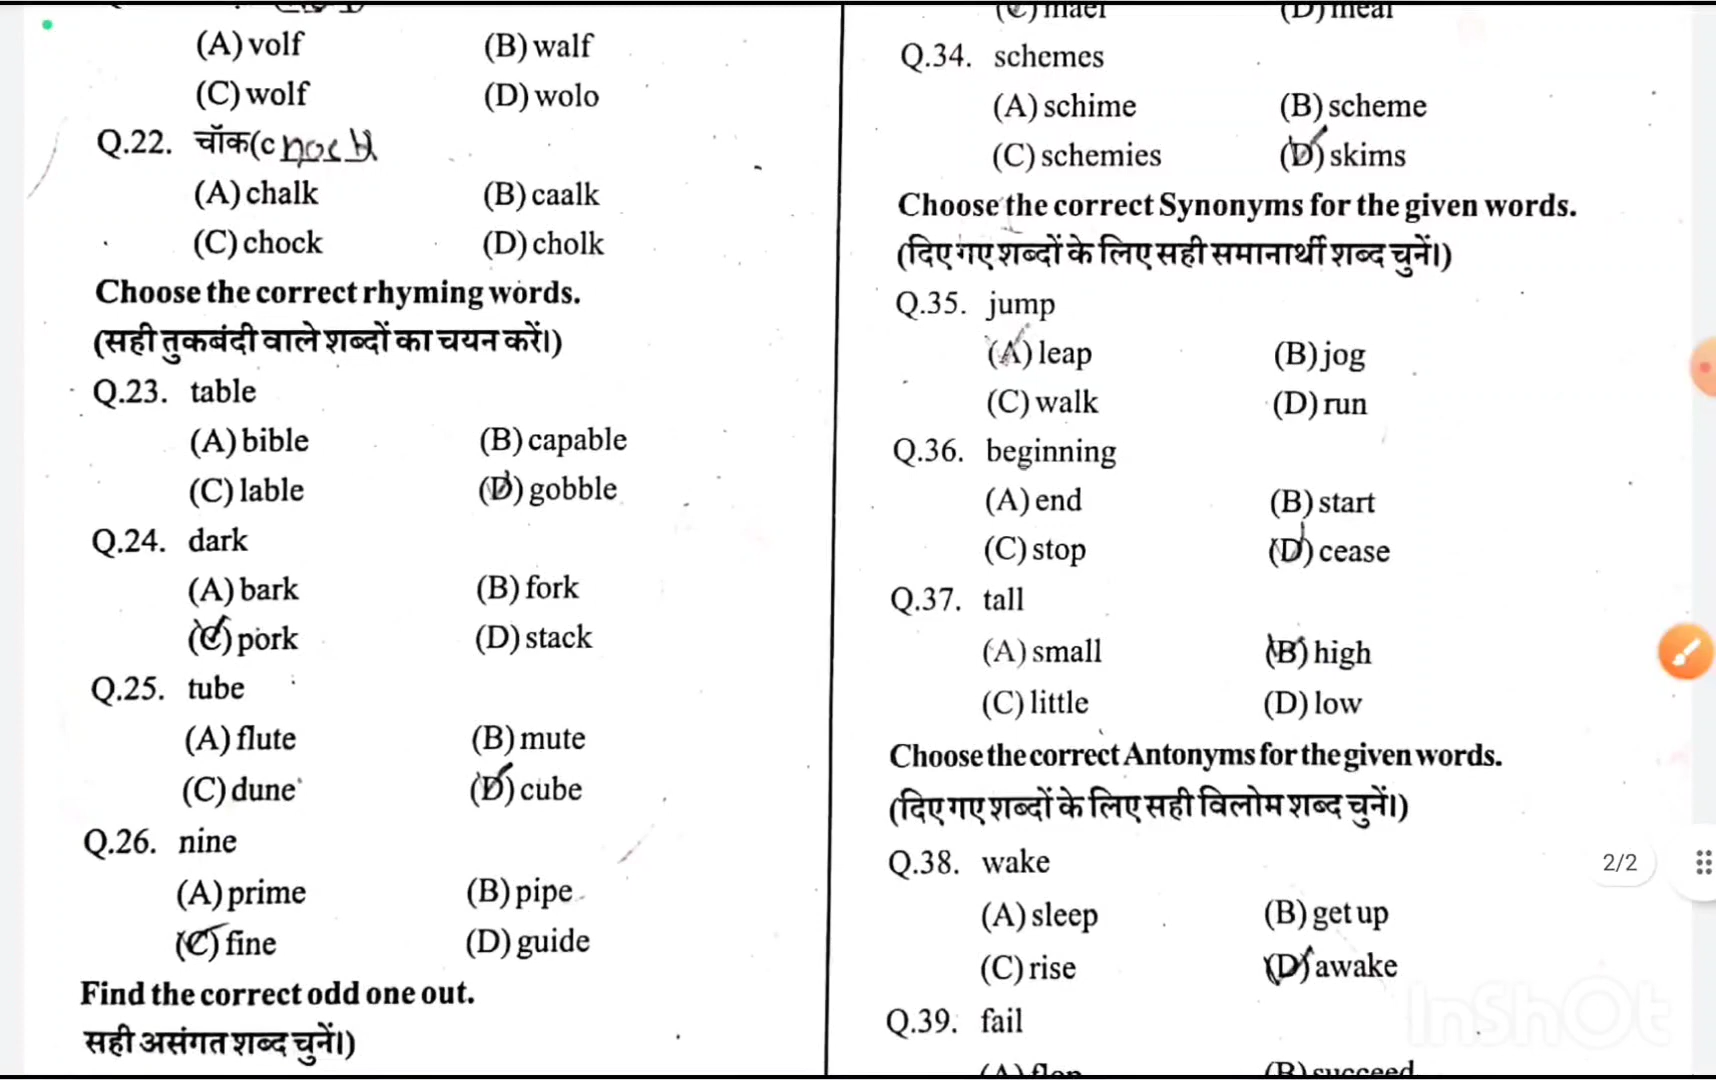 (A) volf (B) walf
(C) wolf (D) wolo
Q.22. चॉक(c
(A) chalk (B) caalk
(C) chock (D) cholk
Choose the correct rhyming words.
(सही तुकबंदी वाले शब्दों का चयन करें।)
Q.23. table
(A) bible (B) capable
(C) lable (D) gobble
Q.24. dark
(A) bark (B) fork
(C) pork (D) stack
Q.25. tube
(A) flute (B) mute
(C) dune (D) cube
Q.26. nine
(A) prime (B) pipe
(C) fine (D) guide
Find the correct odd one out.
सही असंगत शब्द चुनें।)
(C) mael (D) meal
Q.34. schemes
(A) schime (B) scheme
(C) schemies (D) skims
Choose the correct Synonyms for the given words.
(दिए गए शब्दों के लिए सही समानार्थी शब्द चुनें।)
Q.35. jump
(A) leap (B) jog
(C) walk (D) run
Q.36. beginning
(A) end (B) start
(C) stop (D) cease
Q.37. tall
(A) small (B) high
(C) little (D) low
Choose the correct Antonyms for the given words.
(दिए गए शब्दों के लिए सही विलोम शब्द चुनें।)
Q.38. wake
(A) sleep (B) get up
(C) rise (D) awake
Q.39. fail
(A) flop (B) succeed
2/2
InShOt